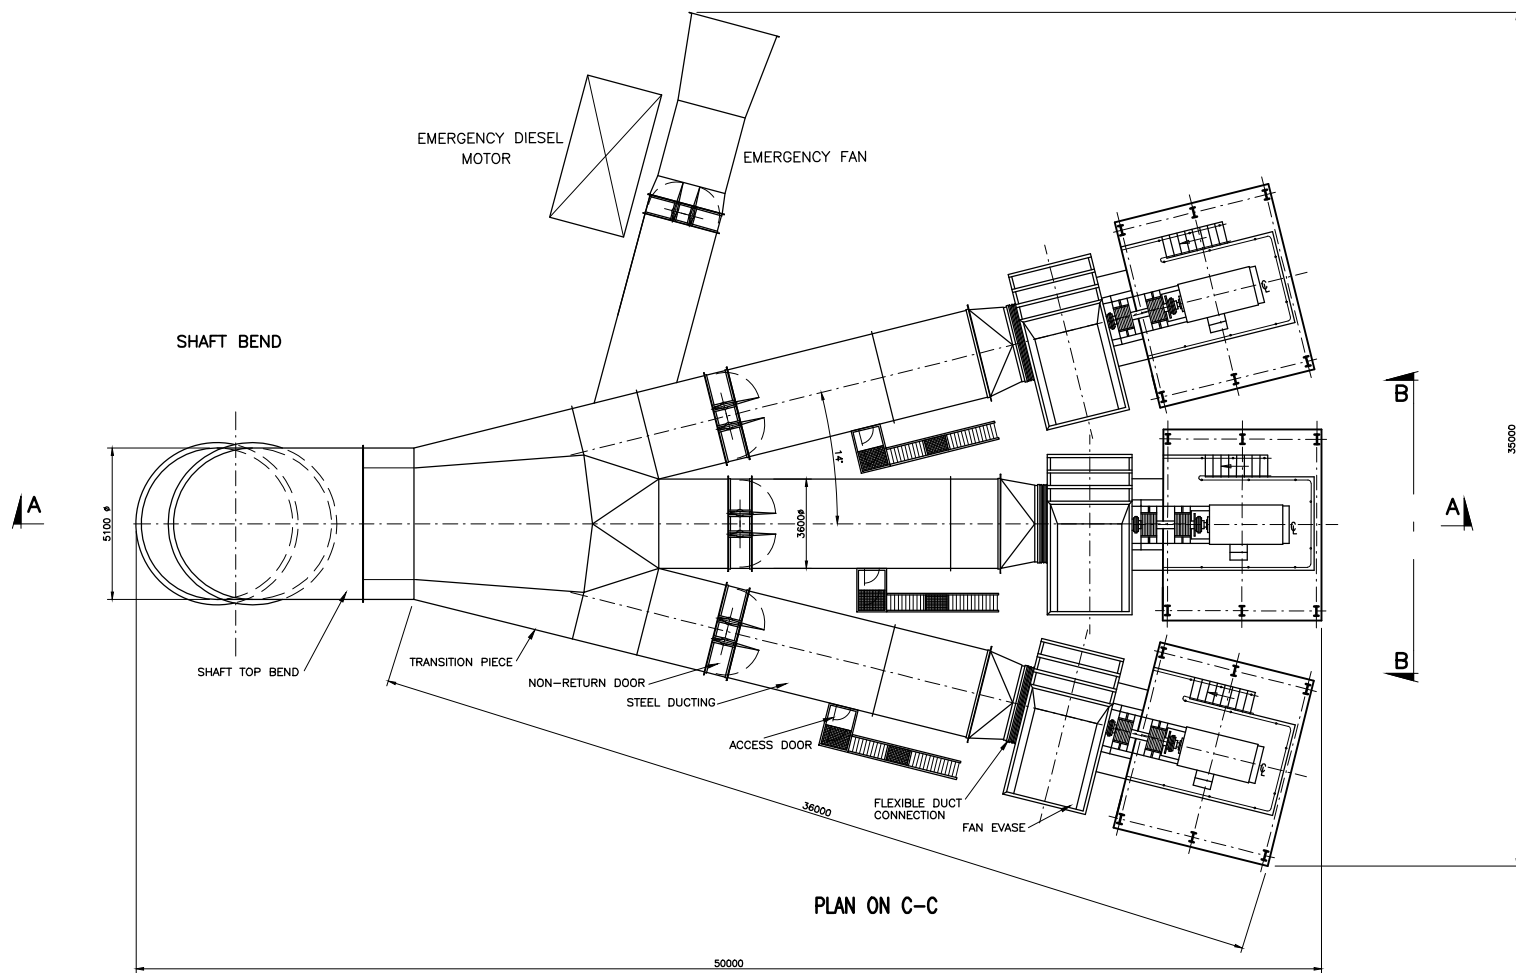 EMERGENCY DIESEL
MOTOR
EMERGENCY FAN
SHAFT BEND
B
35000
14°
A
5100 ø
3600ø
A
B
SHAFT TOP BEND
TRANSITION PIECE
NON-RETURN DOOR
STEEL DUCTING
ACCESS DOOR
FLEXIBLE DUCT
CONNECTION
36000
FAN EVASE
PLAN ON C-C
50000